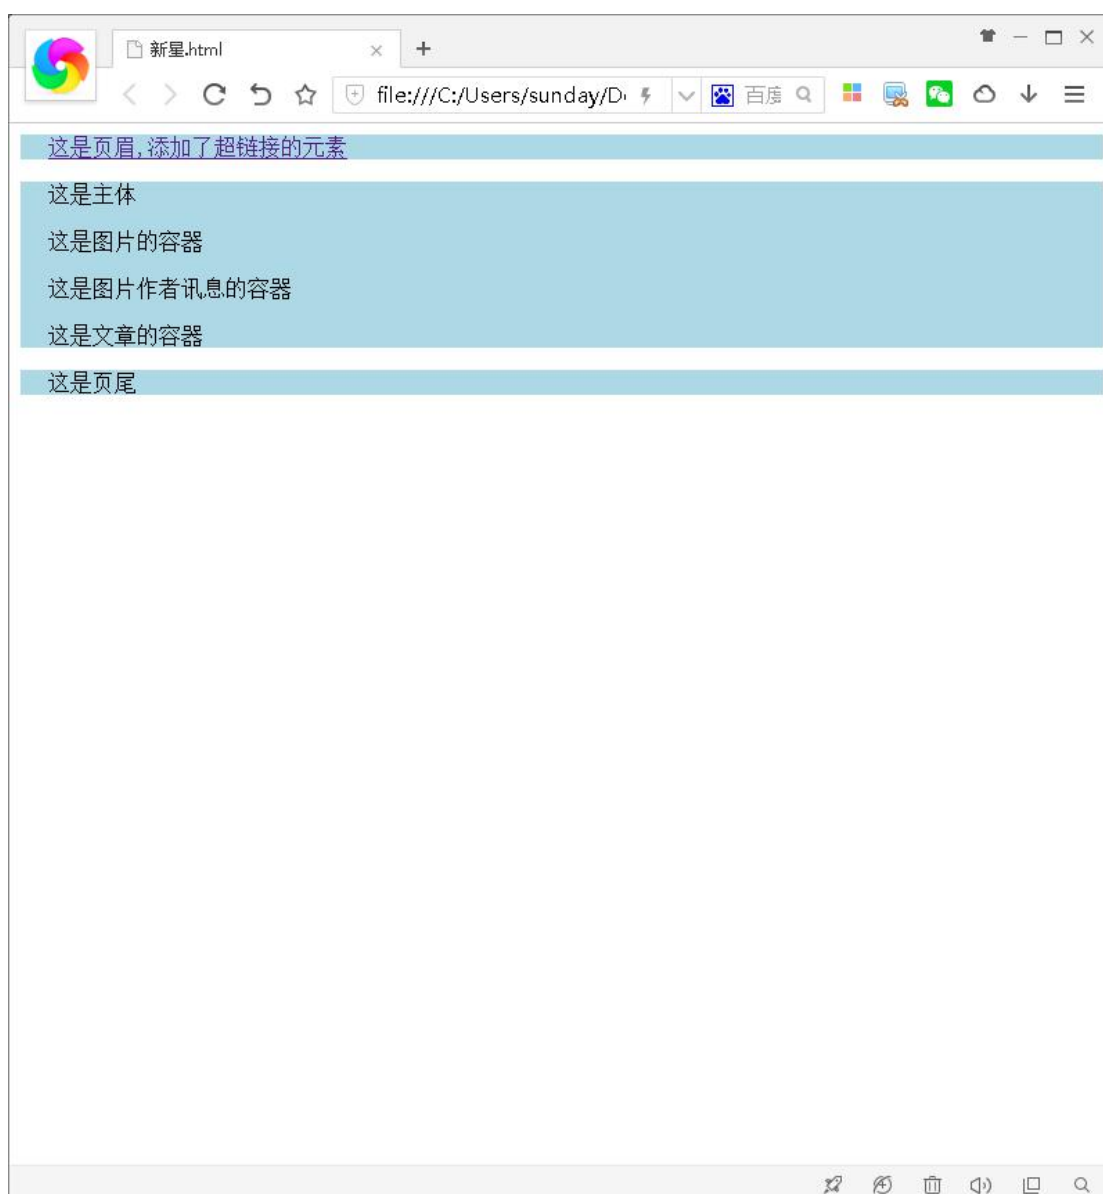 新星.html
file:///C:/Users/sunday/D
百度
这是页眉,添加了超链接的元素
这是主体
这是图片的容器
这是图片作者讯息的容器
这是文章的容器
这是页尾